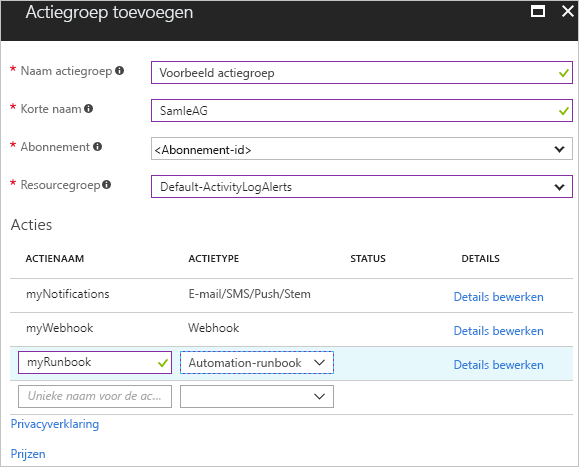 Actiegroep toevoegen
* Naam actiegroep
Voorbeeld actiegroep
* Korte naam
SamleAG
* Abonnement
<Abonnement-id>
* Resourcegroep
Default-ActivityLogAlerts
Acties
ACTIENAAM ACTIETYPE STATUS DETAILS
myNotifications E-mail/SMS/Push/Stem Details bewerken
myWebhook Webhook Details bewerken
myRunbook Automation-runbook Details bewerken
Unieke naam voor de ac...
Privacyverklaring
Prijzen